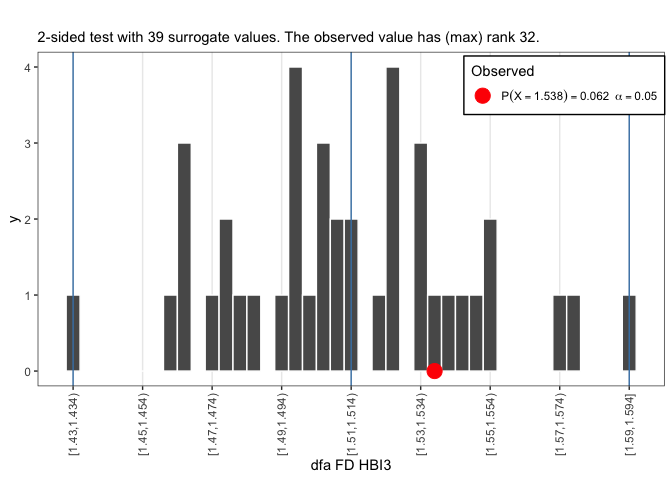 2-sided test with 39 surrogate values. The observed value has (max) rank 32.
Observed
P(X = 1.538) = 0.062 α = 0.05
y
4
3
2
1
0
[1.43,1.434)
[1.45,1.454)
[1.47,1.474)
[1.49,1.494)
[1.51,1.514)
[1.53,1.534)
[1.55,1.554)
[1.57,1.574)
[1.59,1.594]
dfa FD HBI3